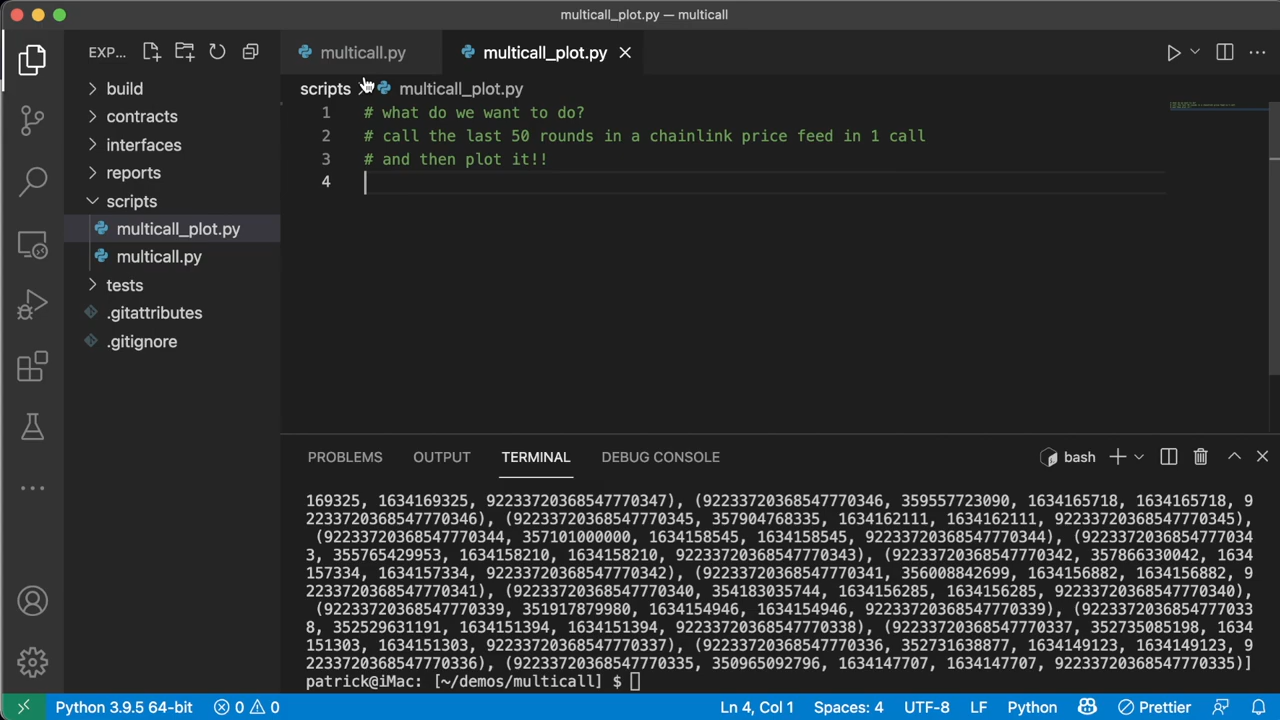 multicall_plot.py — multicall
EXP...
multicall.py
multicall_plot.py
build
contracts
interfaces
reports
scripts
multicall_plot.py
multicall.py
tests
.gitattributes
.gitignore
scripts
multicall_plot.py
1 # what do we want to do?
2 # call the last 50 rounds in a chainlink price feed in 1 call
3 # and then plot it!!
4
PROBLEMS OUTPUT TERMINAL DEBUG CONSOLE
bash
169325, 1634169325, 92233720368547770347), (92233720368547770346, 359557723090, 1634165718, 1634165718, 9
2233720368547770346), (92233720368547770345, 357904768335, 1634162111, 1634162111, 92233720368547770345),
(92233720368547770344, 357101000000, 1634158545, 1634158545, 92233720368547770344), (9223372036854777034
3, 355765429953, 1634158210, 1634158210, 92233720368547770343), (92233720368547770342, 357866330042, 1634
157334, 1634157334, 92233720368547770342), (92233720368547770341, 356008842699, 1634156882, 1634156882, 9
2233720368547770341), (92233720368547770340, 354183035744, 1634156285, 1634156285, 92233720368547770340),
(92233720368547770339, 351917879980, 1634154946, 1634154946, 92233720368547770339), (9223372036854777033
8, 352529631191, 1634151394, 1634151394, 92233720368547770338), (92233720368547770337, 352735085198, 1634
151303, 1634151303, 92233720368547770337), (92233720368547770336, 352731638877, 1634149123, 1634149123, 9
2233720368547770336), (92233720368547770335, 350965092796, 1634147707, 1634147707, 92233720368547770335)]
patrick@iMac: [~/demos/multicall] $
Python 3.9.5 64-bit 0 0 Ln 4, Col 1 Spaces: 4 UTF-8 LF Python Prettier